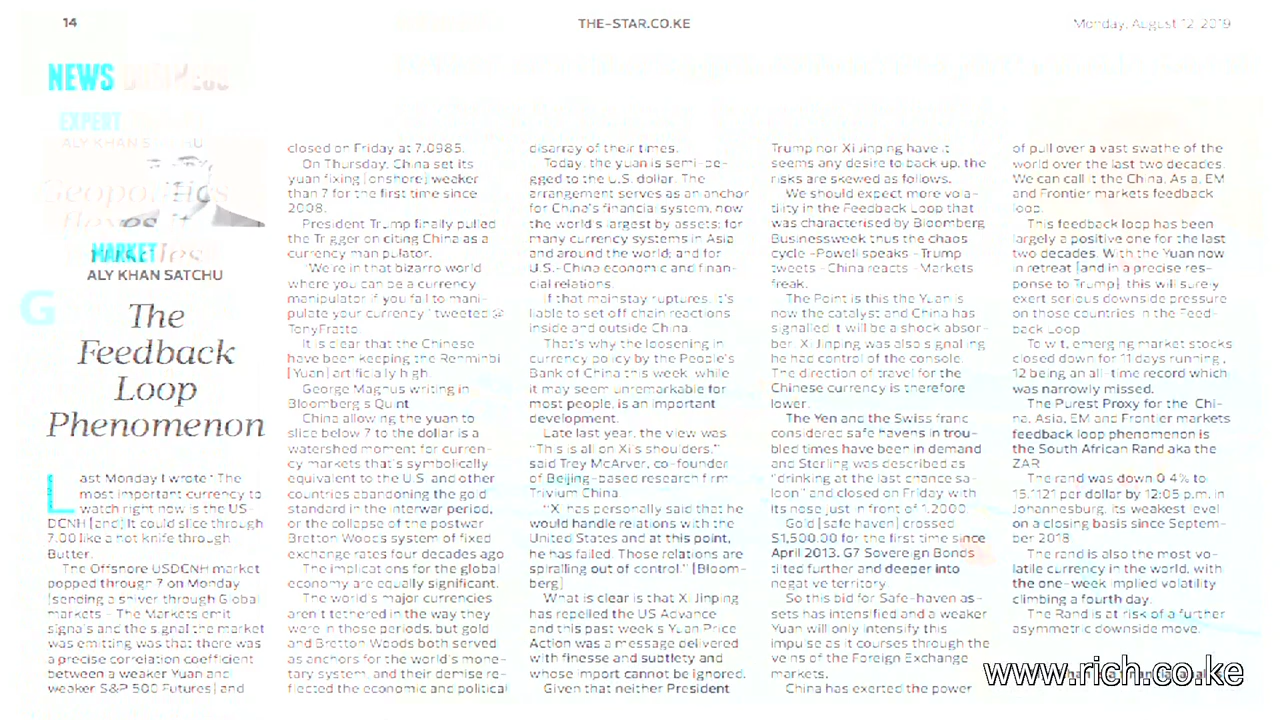 14
THE-STAR.CO.KE
Monday, August 12, 2019
NEWS
EXPERT
ALY KHAN SATCHU
Geopolitics
flexes it
MARKET
ALY KHAN SATCHU
The
Feedback
Loop
Phenomenon
Last Monday I wrote "The
most important currency to
watch right now is the US-
DCNH [and] It could slice through
7.00 like a hot knife through
Butter.
The Offshore USDCNH market
popped through 7 on Monday
[sending a shiver through Global
markets - The Markets emit
signals and the signal the market
was emitting was that there was
a precise correlation coefficient
between a weaker Yuan and
weaker S&P 500 Futures] and
closed on Friday at 7.0985.
On Thursday, China set its
yuan fixing [onshore] weaker
than 7 for the first time since
2008.
President Trump finally pulled
the Trigger on citing China as a
currency manipulator.
"We're in that bizarro world
where you can be a currency
manipulator if you fail to mani-
pulate your currency" tweeted @
TonyFratto.
It is clear that the Chinese
have been keeping the Renminbi
[Yuan] artificially high.
George Magnus writing in
Bloomberg's Quint
China allowing the yuan to
slice below 7 to the dollar is a
watershed moment for curren-
cy markets that's symbolically
equivalent to the U.S. and other
countries abandoning the gold
standard in the interwar period,
or the collapse of the postwar
Bretton Woods system of fixed
exchange rates four decades ago
The implications for the global
economy are equally significant.
The world's major currencies
aren't tethered in the way they
were in those periods, but gold
and Bretton Woods both served
as anchors for the world's mone-
tary system, and their demise re-
flected the economic and political
disarray of their times.
Today, the yuan is semi-pe-
gged to the U.S. dollar. The
arrangement serves as an anchor
for China's financial system, now
the world's largest by assets; for
many currency systems in Asia
and around the world; and for
U.S.-China economic and finan-
cial relations.
If that mainstay ruptures, it's
liable to set off chain reactions
inside and outside China.
That's why the loosening in
currency policy by the People's
Bank of China this week, while
it may seem unremarkable for
most people, is an important
development.
Late last year, the view was
"This is all on Xi's shoulders,"
said Trey McArver, co-founder
of Beijing-based research firm
Trivium China
"Xi has personally said that he
would handle relations with the
United States and at this point,
he has failed. Those relations are
spiralling out of control." [Bloom-
berg]
What is clear is that Xi Jinping
has repelled the US Advance
and this past week's Yuan Price
Action was a message delivered
with finesse and subtlety and
whose import cannot be ignored.
Given that neither President
Trump nor Xi Jinping have it
seems any desire to back up, the
risks are skewed as follows.
We should expect more vola-
tility in the Feedback Loop that
was characterised by Bloomberg
Businessweek thus the chaos
cycle -Powell speaks -Trump
tweets -China reacts -Markets
freak.
The Point is this the Yuan is
now the catalyst and China has
signalled it will be a shock absor-
ber. Xi Jinping was also signaling
he had control of the console.
The direction of travel for the
Chinese currency is therefore
lower.
The Yen and the Swiss franc
considered safe havens in trou-
bled times have been in demand
and Sterling was described as
"drinking at the last chance sa-
loon" and closed on Friday with
its nose just in front of 1.2000
Gold [safe haven] crossed
$1,500.00 for the first time since
April 2013. G7 Sovereign Bonds
tilted further and deeper into
negative territory.
So this bid for Safe-haven as-
sets has intensified and a weaker
Yuan will only intensify this
impulse as it courses through the
veins of the Foreign Exchange
markets.
China has exerted the power
of pull over a vast swathe of the
world over the last two decades.
We can call it the China, Asia, EM
and Frontier markets feedback
loop.
This feedback loop has been
largely a positive one for the last
two decades. With the Yuan now
in retreat [and in a precise res-
ponse to Trump], this will surely
exert serious downside pressure
on those countries in the Feed-
back Loop
To wit, emerging market stocks
closed down for 11 days running,
12 being an all-time record which
was narrowly missed.
The Purest Proxy for the Chi-
na, Asia, EM and Frontier markets
feedback loop phenomenon is
the South African Rand aka the
ZAR
The rand was down 0.4% to
15.1121 per dollar by 12:05 p.m. in
Johannesburg, its weakest level
on a closing basis since Septem-
ber 2018
The rand is also the most vo-
latile currency in the world, with
the one-week implied volatility
climbing a fourth day.
The Rand is at risk of a further
asymmetric downside move.
www.rich.co.ke